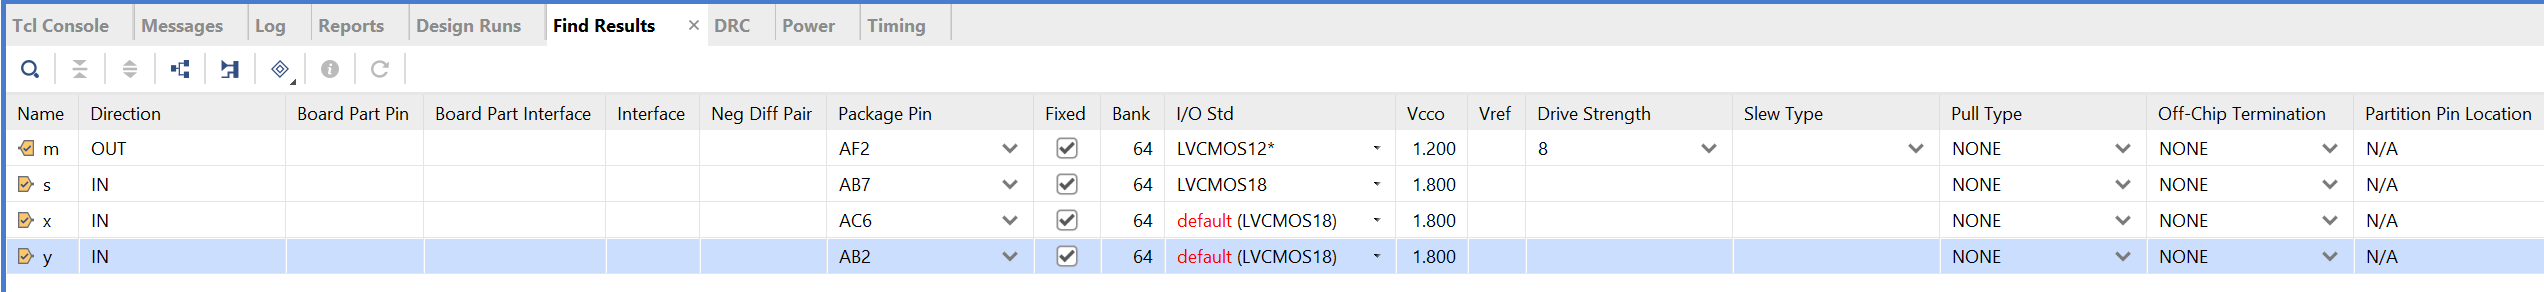 Tcl Console Messages Log Reports Design Runs Find Results × DRC Power Timing
Name Direction Board Part Pin Board Part Interface Interface Neg Diff Pair Package Pin Fixed Bank I/O Std Vcco Vref Drive Strength Slew Type Pull Type Off-Chip Termination Partition Pin Location
m OUT AF2 64 LVCMOS12* 1.200 8 NONE NONE N/A
s IN AB7 64 LVCMOS18 1.800 NONE NONE N/A
x IN AC6 64 default (LVCMOS18) 1.800 NONE NONE N/A
y IN AB2 64 default (LVCMOS18) 1.800 NONE NONE N/A